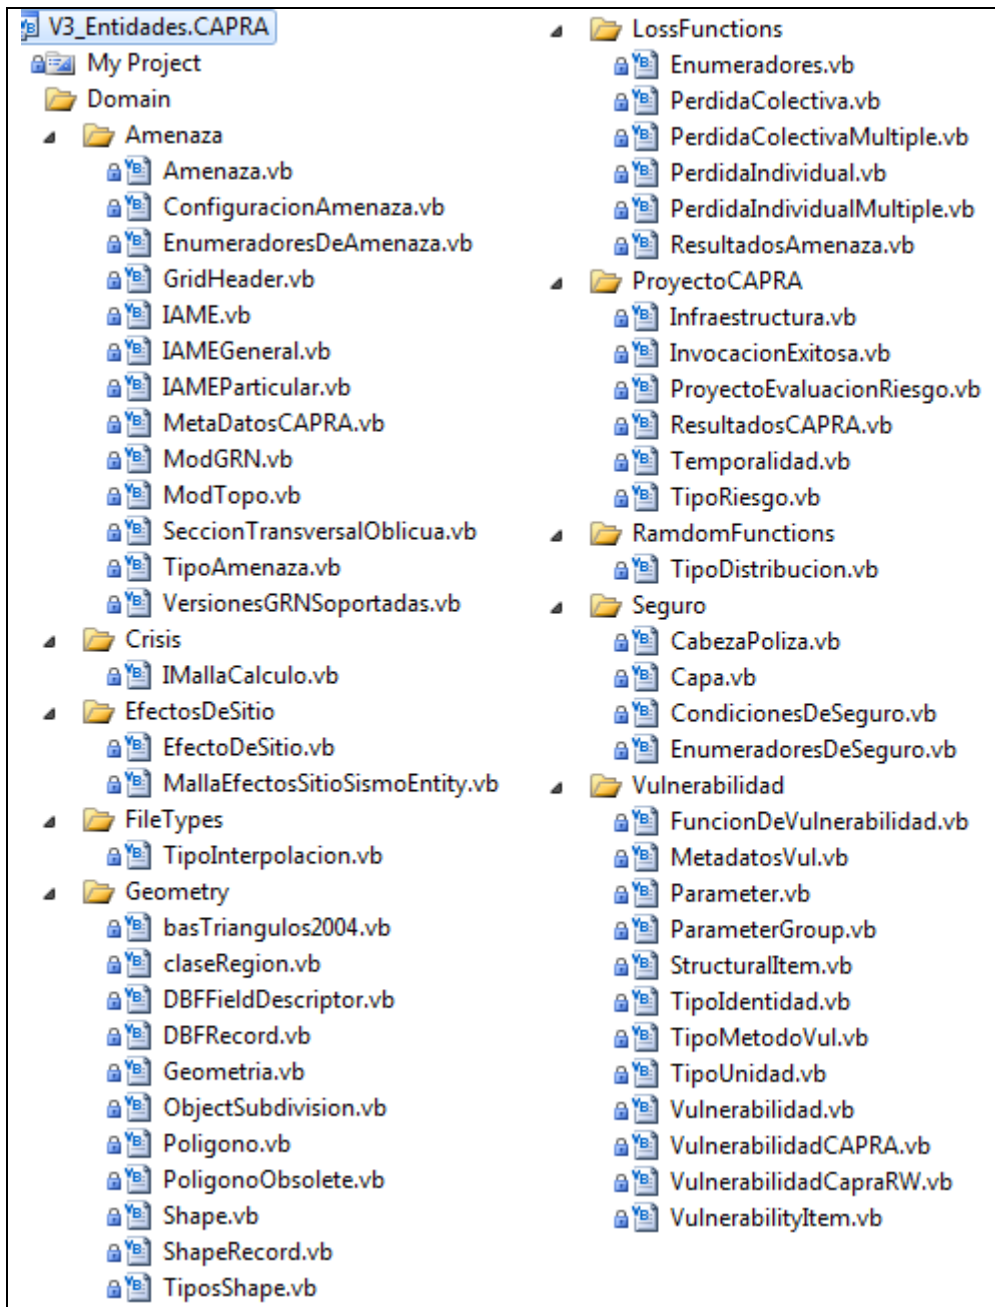 V3_Entidades.CAPRA
My Project
Domain
Amenaza
Amenaza.vb
ConfiguracionAmenaza.vb
EnumeradoresDeAmenaza.vb
GridHeader.vb
IAME.vb
IAMEGeneral.vb
IAMEParticular.vb
MetaDatosCAPRA.vb
ModGRN.vb
ModTopo.vb
SeccionTransversalOblicua.vb
TipoAmenaza.vb
VersionesGRNSoportadas.vb
Crisis
IMallaCalculo.vb
EfectosDeSitio
EfectoDeSitio.vb
MallaEfectosSitioSismoEntity.vb
FileTypes
TipoInterpolacion.vb
Geometry
basTriangulos2004.vb
claseRegion.vb
DBFFieldDescriptor.vb
DBFRecord.vb
Geometria.vb
ObjectSubdivision.vb
Poligono.vb
PoligonoObsolete.vb
Shape.vb
ShapeRecord.vb
TiposShape.vb
LossFunctions
Enumeradores.vb
PerdidaColectiva.vb
PerdidaColectivaMultiple.vb
PerdidaIndividual.vb
PerdidaIndividualMultiple.vb
ResultadosAmenaza.vb
ProyectoCAPRA
Infraestructura.vb
InvocacionExitosa.vb
ProyectoEvaluacionRiesgo.vb
ResultadosCAPRA.vb
Temporalidad.vb
TipoRiesgo.vb
RamdomFunctions
TipoDistribucion.vb
Seguro
CabezaPoliza.vb
Capa.vb
CondicionesDeSeguro.vb
EnumeradoresDeSeguro.vb
Vulnerabilidad
FuncionDeVulnerabilidad.vb
MetadatosVul.vb
Parameter.vb
ParameterGroup.vb
StructuralItem.vb
TipoIdentidad.vb
TipoMetodoVul.vb
TipoUnidad.vb
Vulnerabilidad.vb
VulnerabilidadCAPRA.vb
VulnerabilidadCapraRW.vb
VulnerabilityItem.vb